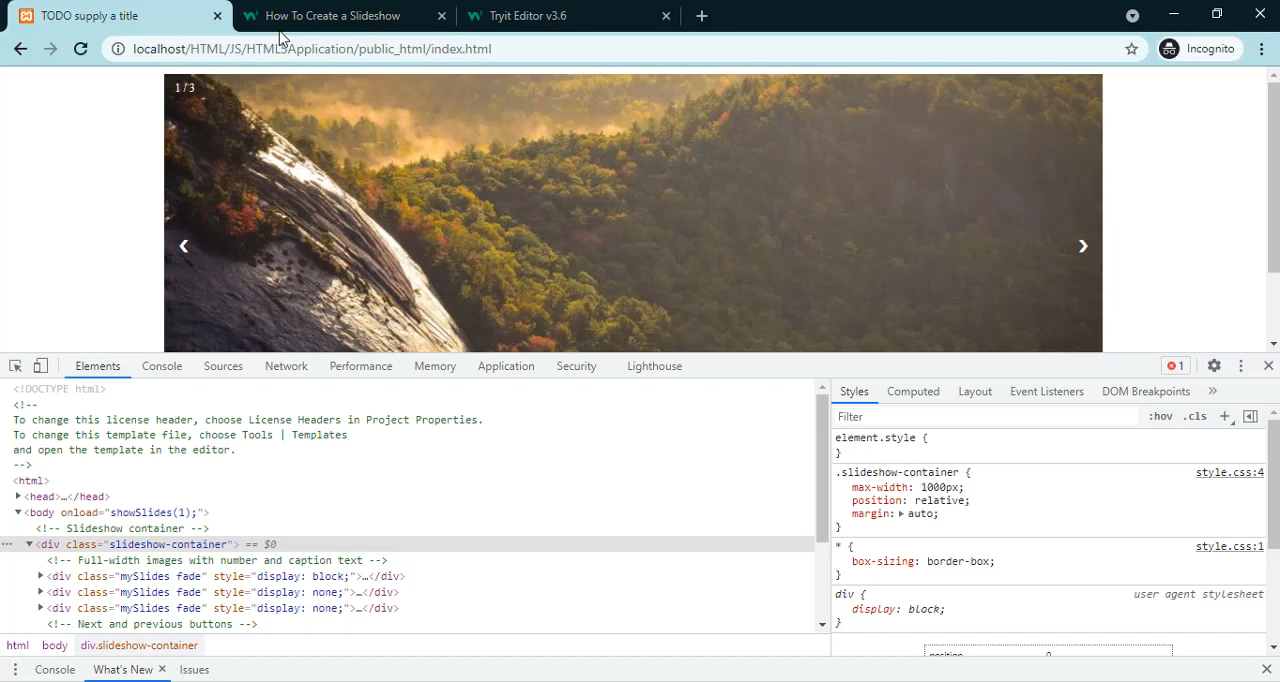 TODO supply a title
How To Create a Slideshow
Tryit Editor v3.6
localhost/HTML/JS/HTML5Application/public_html/index.html
Incognito
1 / 3
❮ ❯
Elements Console Sources Network Performance Memory Application Security Lighthouse 1
<!DOCTYPE html>
<!--
To change this license header, choose License Headers in Project Properties.
To change this template file, choose Tools | Templates
and open the template in the editor.
-->
<html>
<head>…</head>
<body onload="showSlides(1);">
<!-- Slideshow container -->
<div class="slideshow-container"> == $0
<!-- Full-width images with number and caption text -->
<div class="mySlides fade" style="display: block;">…</div>
<div class="mySlides fade" style="display: none;">…</div>
<div class="mySlides fade" style="display: none;">…</div>
<!-- Next and previous buttons -->
html body div.slideshow-container
Styles Computed Layout Event Listeners DOM Breakpoints »
Filter :hov .cls +
element.style {
}
.slideshow-container { style.css:4
max-width: 1000px;
position: relative;
margin: auto;
}
* { style.css:1
box-sizing: border-box;
}
div { user agent stylesheet
display: block;
}
Console What's New Issues